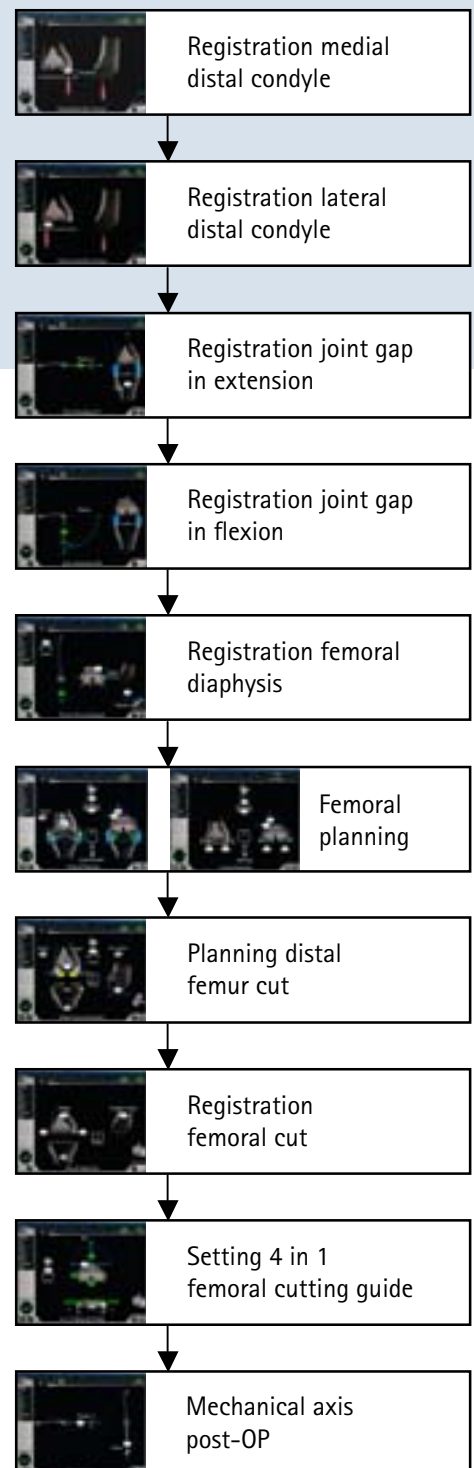 Registration medial
distal condyle
Registration lateral
distal condyle
Registration joint gap
in extension
Registration joint gap
in flexion
Registration femoral
diaphysis
Femoral
planning
Planning distal
femur cut
Registration
femoral cut
Setting 4 in 1
femoral cutting guide
Mechanical axis
post-OP